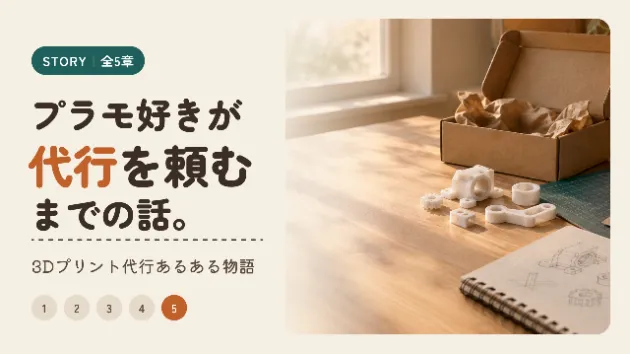 STORY | 全5章
プラモ好きが
代行を頼む
までの話。
3Dプリント代行あるある物語
1 2 3 4 5